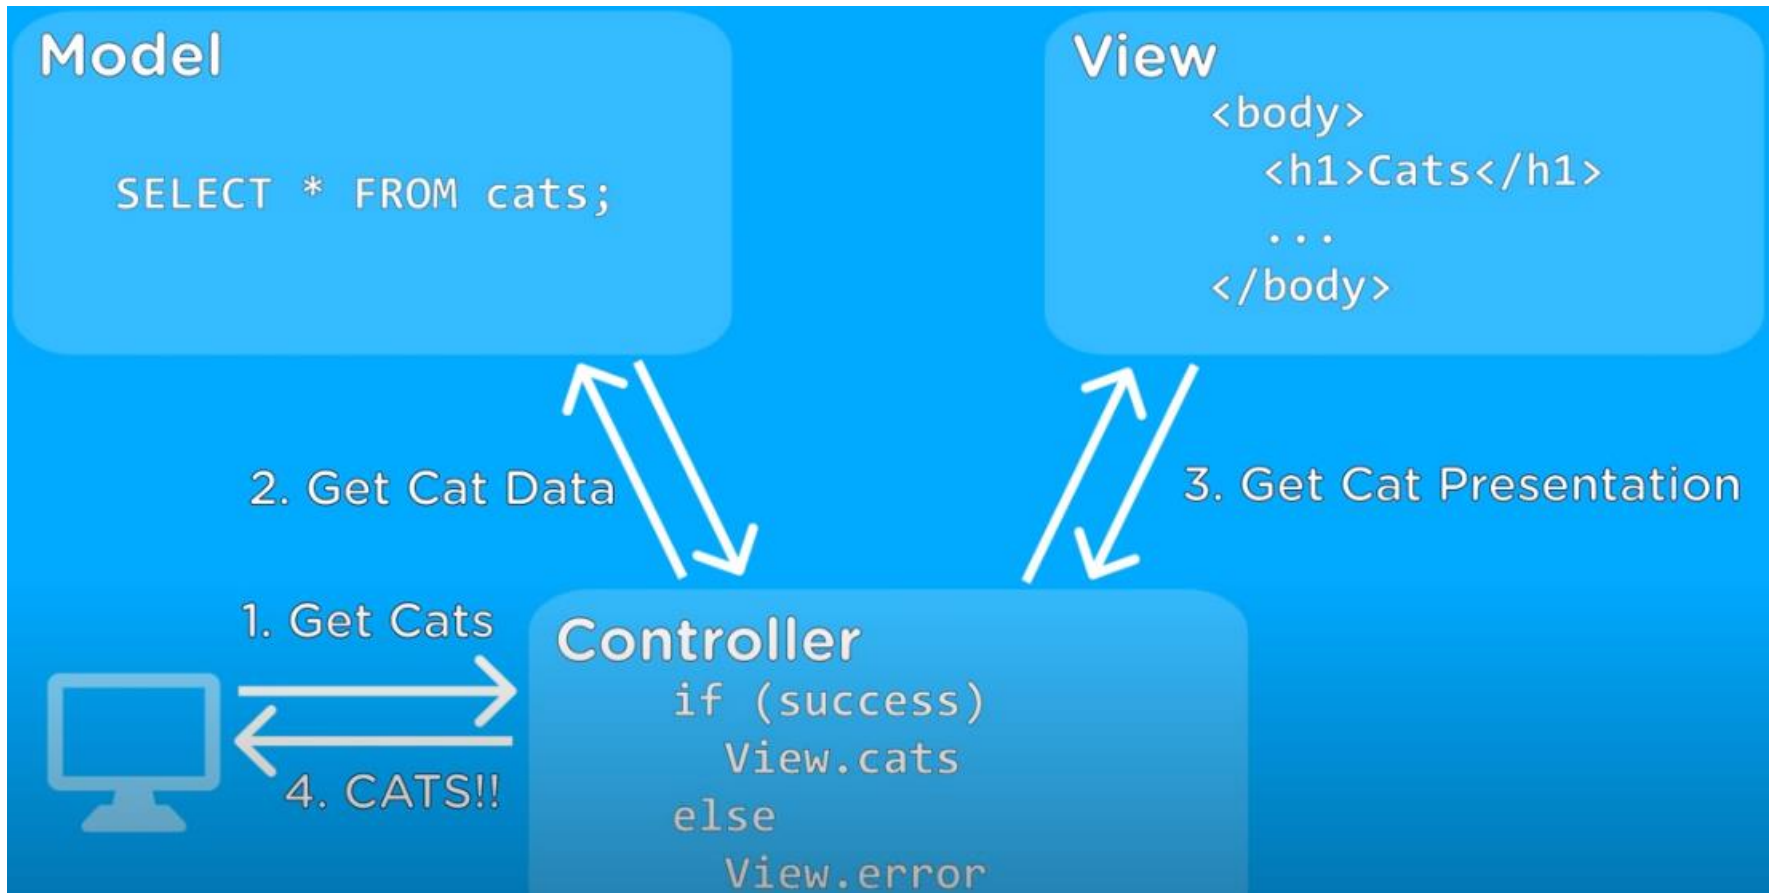 Model
SELECT * FROM cats;
View
<body>
<h1>Cats</h1>
...
</body>
2. Get Cat Data
3. Get Cat Presentation
1. Get Cats
4. CATS!!
Controller
if (success)
View.cats
else
View.error